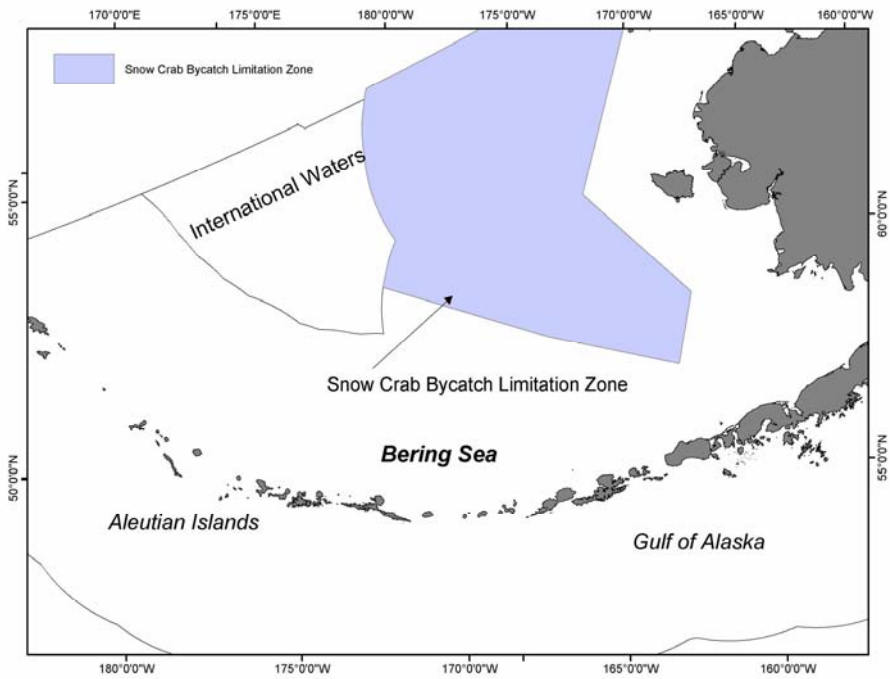 170°0'0"E 175°0'0"E 180°0'0"W 175°0'0"W 170°0'0"W 165°0'0"W 160°0'0"W
Snow Crab Bycatch Limitation Zone
International Waters
55°0'0"N
60°0'0"N
Snow Crab Bycatch Limitation Zone
Bering Sea
50°0'0"N
55°0'0"N
Aleutian Islands
Gulf of Alaska
180°0'0"W 175°0'0"W 170°0'0"W 165°0'0"W 160°0'0"W